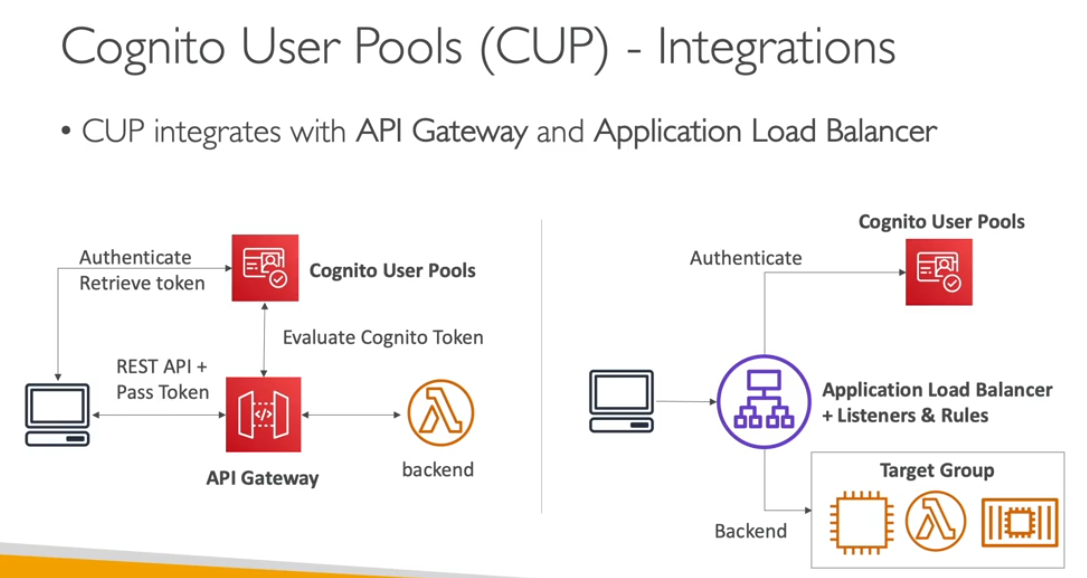 Cognito User Pools (CUP) - Integrations
• CUP integrates with API Gateway and Application Load Balancer
Authenticate
Retrieve token
Cognito User Pools
Evaluate Cognito Token
REST API +
Pass Token
API Gateway
backend
Cognito User Pools
Authenticate
Application Load Balancer
+ Listeners & Rules
Target Group
Backend